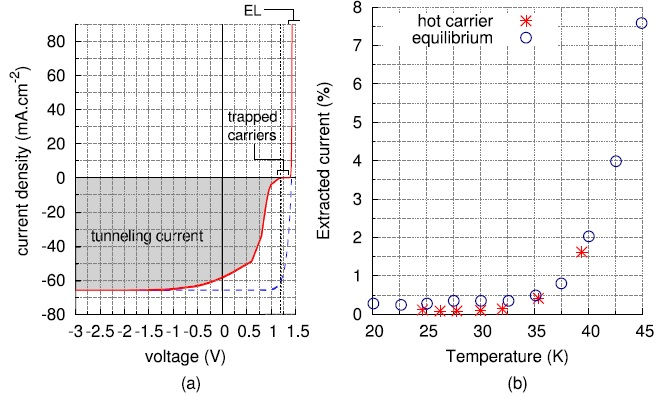 EL
80
60
40
20
0
-20
-40
-60
-80
current density (mA.cm-2)
trapped
carriers
tunneling current
-3 -2.5 -2 -1.5 -1 -0.5 0 0.5 1 1.5
voltage (V)
(a)
8
7
6
5
4
3
2
1
0
Extracted current (%)
hot carrier
equilibrium
20 25 30 35 40 45
Temperature (K)
(b)